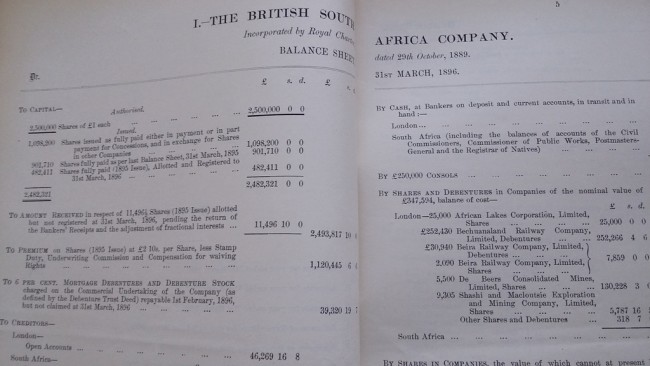 I.—THE BRITISH SOUTH
Incorporated by Royal
BALANCE SHEET
Dr.
£ s. d. £ s.
To CAPITAL—
Authorised.
2,500,000 Shares of £1 each ... ... ... ... 2,500,000 0 0
Issued.
1,098,200 Shares issued as fully paid either in payment or in part
payment for Concessions, and in exchange for Shares
in other Companies ... ... ... ... 1,098,200 0 0
901,710 Shares fully paid as per last Balance Sheet, 31st March, 1895 901,710 0 0
482,411 Shares fully paid (1895 Issue), Allotted and Registered to
31st March, 1896 ... ... ... ... 482,411 0 0
2,482,321
2,482,321 0 0
To AMOUNT RECEIVED in respect of 11,496½ Shares (1895 Issue) allotted
but not registered at 31st March, 1896, pending the return of
the Bankers' Receipts and the adjustment of fractional interests ... 11,496 10 0
2,493,817 10
To PREMIUM on Shares (1895 Issue) at £2 10s. per Share, less Stamp
Duty, Underwriting Commission and Compensation for waiving
Rights ... ... ... ... 1,120,445 6
To 6 PER CENT. MORTGAGE DEBENTURES AND DEBENTURE STOCK
charged on the Commercial Undertaking of the Company (as
defined by the Debenture Trust Deed) repayable 1st February, 1896,
but not claimed at 31st March, 1896 ... ... ... 39,320 19
To CREDITORS—
London—
Open Accounts ... ... ... ... 46,269 16 8
South Africa—
5
AFRICA COMPANY.
dated 29th October, 1889.
31ST MARCH, 1896.
BY CASH, at Bankers on deposit and current accounts, in transit and in
hand :—
London ... ... ... ...
South Africa (including the balances of accounts of the Civil
Commissioners, Commissioner of Public Works, Postmaster-
General and the Registrar of Natives) ... ... ...
BY £250,000 CONSOLS ... ... ... ...
BY SHARES AND DEBENTURES in Companies of the nominal value of
£347,594, balance of cost—
£ s. d.
London—25,000 African Lakes Corporation, Limited,
Shares ... ... ... 25,000 0 0
£252,430 Bechuanaland Railway Company,
Limited, Debentures ... ... 252,266 4 6
£30,940 Beira Railway Company, Limited,
Debentures ... ... ...
2,090 Beira Railway Company, Limited,
Shares ... ... ... 7,859 0 0
5,500 De Beers Consolidated Mines,
Limited, Shares ... ... 130,228 3
9,305 Shashi and Macloutsie Exploration
and Mining Company, Limited,
Shares ... ... ... 5,787 16
Other Shares and Debentures ... 318 7
South Africa ... ... ... ...
BY SHARES IN COMPANIES, the value of which cannot at present